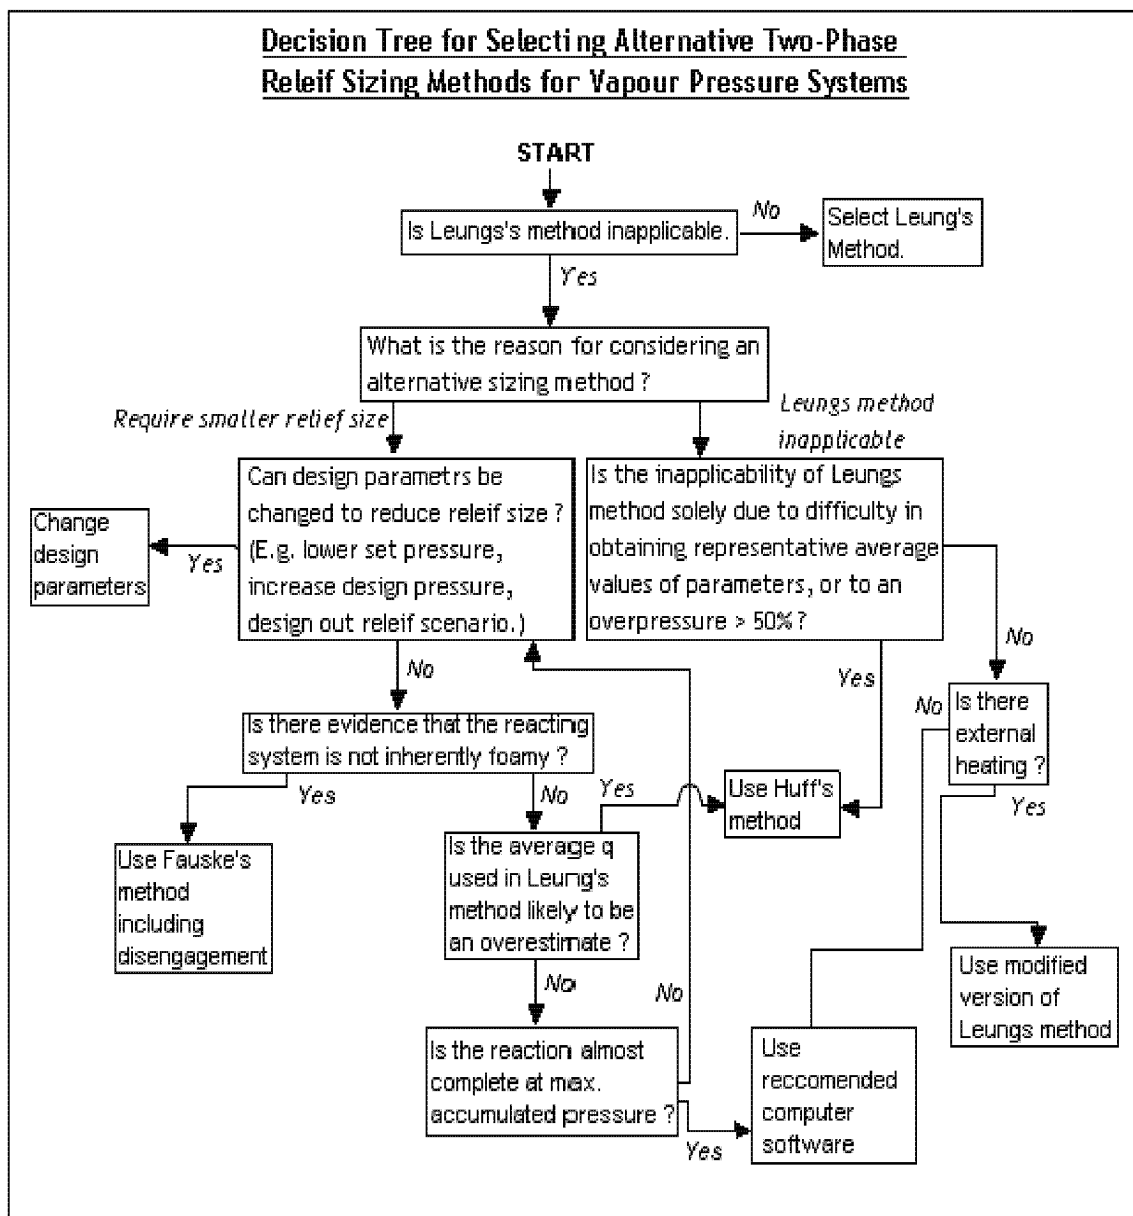 Decision Tree for Selecting Alternative Two-Phase
Releif Sizing Methods for Vapour Pressure Systems
START
Is Leungs's method inapplicable.
No
Select Leung's
Method.
Yes
What is the reason for considering an
alternative sizing method ?
Require smaller relief size
Leungs method
inapplicable
Can design parametrs be
changed to reduce releif size ?
(E.g. lower set pressure,
increase design pressure,
design out releif scenario.)
Yes
Change
design
parameters
Is the inapplicability of Leungs
method solely due to difficulty in
obtaining representative average
values of parameters, or to an
overpressure > 50% ?
No
Yes
No
Is there evidence that the reacting
system is not inherently foamy ?
No
Is there
external
heating ?
Yes
No
Yes
Use Huff's
method
Yes
Use Fauske's
method
including
disengagement
Is the average q
used in Leung's
method likely to be
an overestimate ?
No
No
Use modified
version of
Leungs method
Is the reaction almost
complete at max.
accumulated pressure ?
Yes
Use
reccomended
computer
software